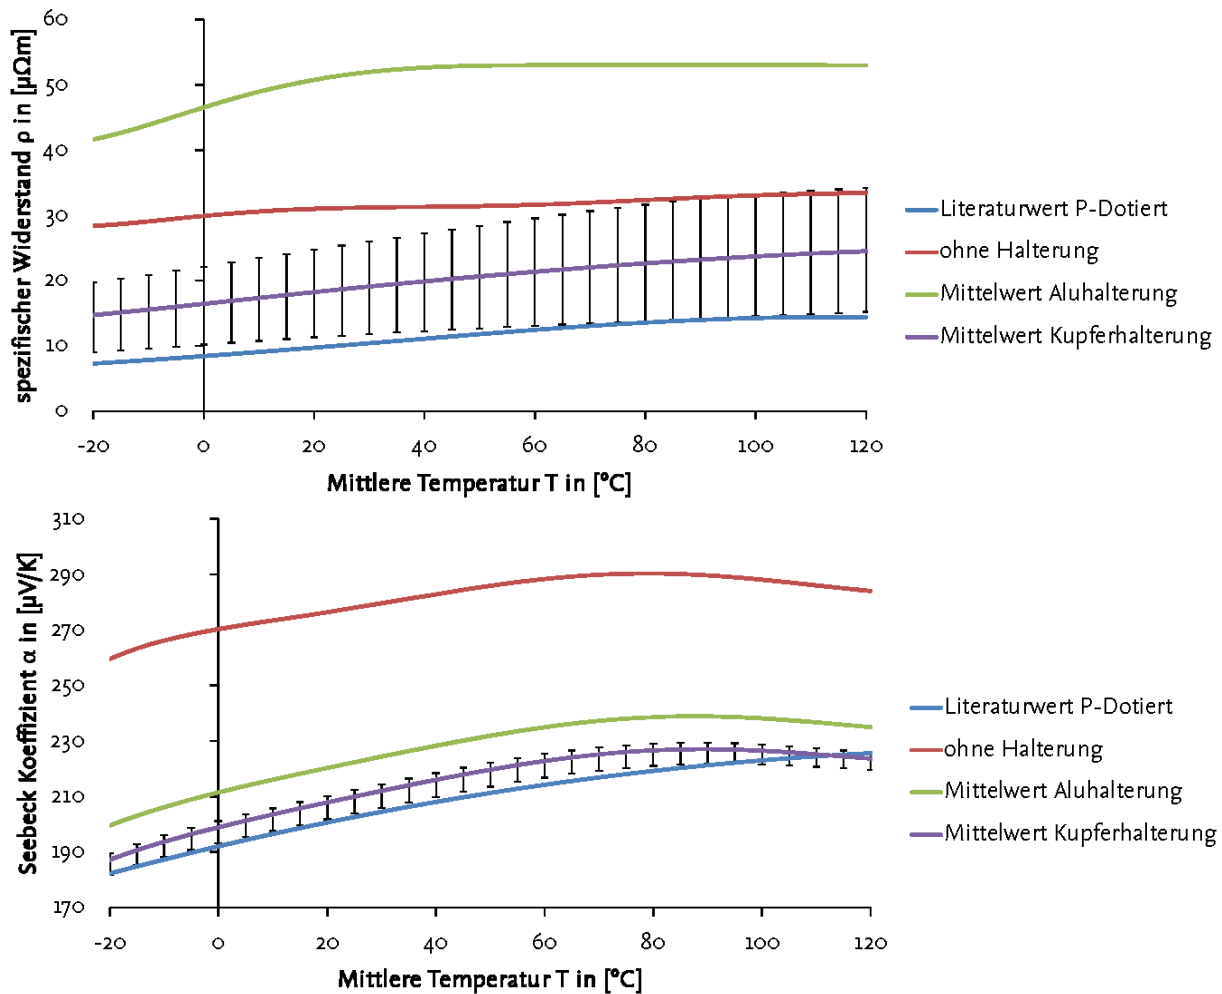 60
50
40
30
20
10
0
spezifischer Widerstand ρ in [μΩm]
-20 0 20 40 60 80 100 120
Mittlere Temperatur T in [°C]
Literaturwert P-Dotiert
ohne Halterung
Mittelwert Aluhalterung
Mittelwert Kupferhalterung
310
290
270
250
230
210
190
170
Seebeck Koeffizient α in [μV/K]
-20 0 20 40 60 80 100 120
Mittlere Temperatur T in [°C]
Literaturwert P-Dotiert
ohne Halterung
Mittelwert Aluhalterung
Mittelwert Kupferhalterung